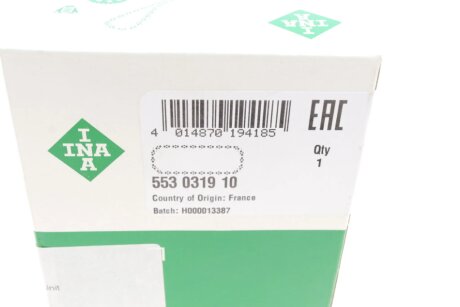 INA
INA
4 014870 194185
EAC
Qty
1
553 0319 10
Country of Origin: France
Batch: H000013387